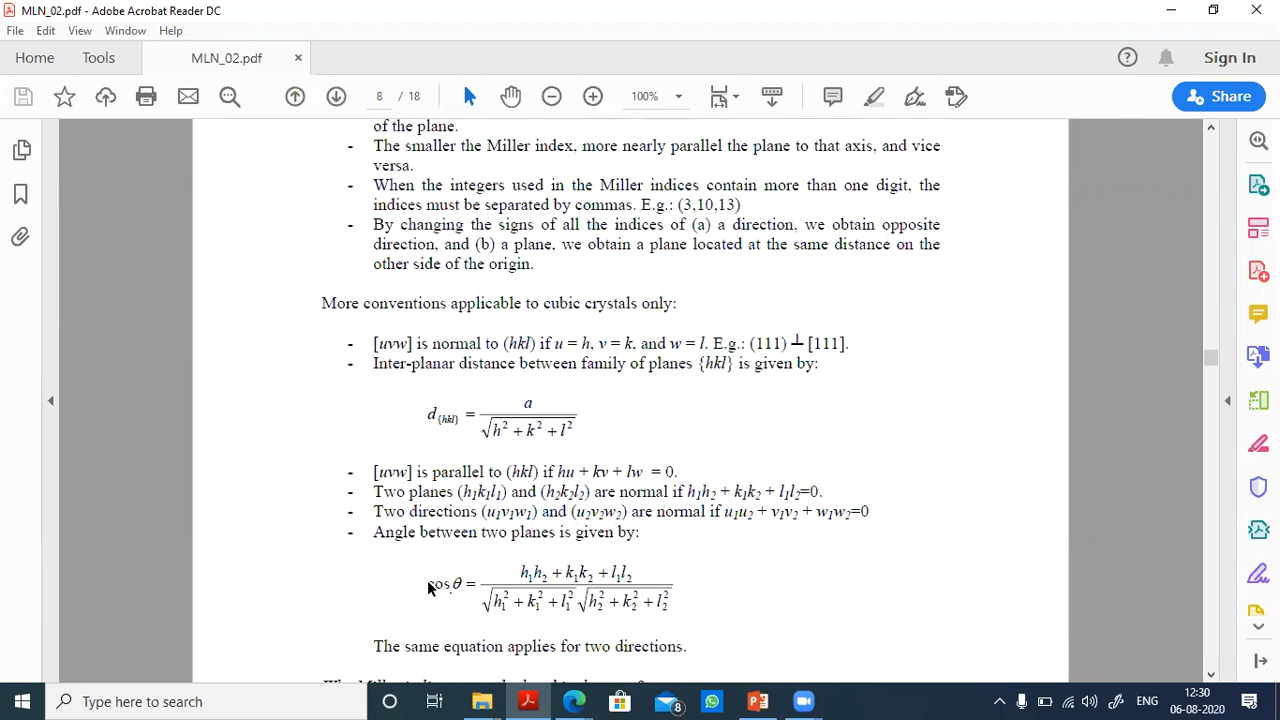 MLN_02.pdf - Adobe Acrobat Reader DC
File Edit View Window Help
Home Tools MLN_02.pdf × Sign In
8 / 18 100% Share
of the plane.
- The smaller the Miller index, more nearly parallel the plane to that axis, and vice
versa.
- When the integers used in the Miller indices contain more than one digit, the
indices must be separated by commas. E.g.: (3,10,13)
- By changing the signs of all the indices of (a) a direction, we obtain opposite
direction, and (b) a plane, we obtain a plane located at the same distance on the
other side of the origin.
More conventions applicable to cubic crystals only:
- [uvw] is normal to (hkl) if u = h, v = k, and w = l. E.g.: (111) ⊥ [111].
- Inter-planar distance between family of planes {hkl} is given by:
d{hkl} = a / √(h² + k² + l²)
- [uvw] is parallel to (hkl) if hu + kv + lw = 0.
- Two planes (h₁k₁l₁) and (h₂k₂l₂) are normal if h₁h₂ + k₁k₂ + l₁l₂=0.
- Two directions (u₁v₁w₁) and (u₂v₂w₂) are normal if u₁u₂ + v₁v₂ + w₁w₂=0
- Angle between two planes is given by:
cos θ = (h₁h₂ + k₁k₂ + l₁l₂) / (√(h₁² + k₁² + l₁²) √(h₂² + k₂² + l₂²))
The same equation applies for two directions.
Type here to search
8
ENG
12:30
06-08-2020